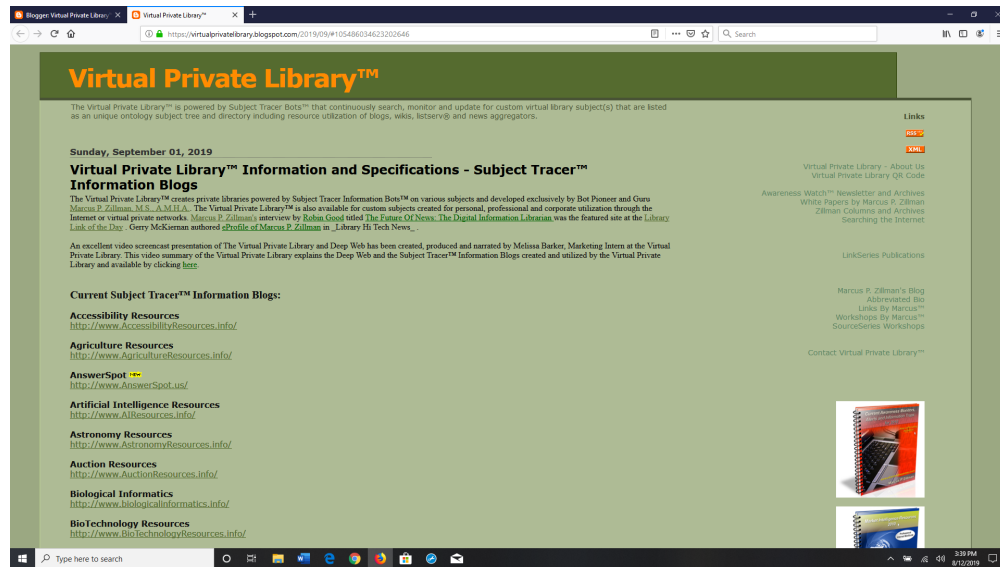 Blogger: Virtual Private Library
Virtual Private Library™
https://virtualprivatelibrary.blogspot.com/2019/09/#105486034623202646
Search
Virtual Private Library™
The Virtual Private Library™ is powered by Subject Tracer Bots™ that continuously search, monitor and update for custom virtual library subject(s) that are listed
as an unique ontology subject tree and directory including resource utilization of blogs, wikis, listserv® and news aggregators.
Links
RSS
XML
Sunday, September 01, 2019
Virtual Private Library™ Information and Specifications - Subject Tracer™
Information Blogs
The Virtual Private Library™ creates private libraries powered by Subject Tracer Information Bots™ on various subjects and developed exclusively by Bot Pioneer and Guru
Marcus P. Zillman, M.S., A.M.H.A.. The Virtual Private Library™ is also available for custom subjects created for personal, professional and corporate utilization through the
Internet or virtual private networks. Marcus P. Zillman's interview by Robin Good titled The Future Of News: The Digital Information Librarian was the featured site at the Library
Link of the Day . Gerry McKiernan authored eProfile of Marcus P. Zillman in _Library Hi Tech News_ .
An excellent video screencast presentation of The Virtual Private Library and Deep Web has been created, produced and narrated by Melissa Barker, Marketing Intern at the Virtual
Private Library. This video summary of the Virtual Private Library explains the Deep Web and the Subject Tracer™ Information Blogs created and utilized by the Virtual Private
Library and available by clicking here.
Current Subject Tracer™ Information Blogs:
Accessibility Resources
http://www.AccessibilityResources.info/
Agriculture Resources
http://www.AgricultureResources.info/
AnswerSpot NEW
http://www.AnswerSpot.us/
Artificial Intelligence Resources
http://www.AIResources.info/
Astronomy Resources
http://www.AstronomyResources.info/
Auction Resources
http://www.AuctionResources.info/
Biological Informatics
http://www.biologicalinformatics.info/
BioTechnology Resources
http://www.BioTechnologyResources.info/
Virtual Private Library - About Us
Virtual Private Library QR Code
Awareness Watch™ Newsletter and Archives
White Papers by Marcus P. Zillman
Zillman Columns and Archives
Searching the Internet
LinkSeries Publications
Marcus P. Zillman's Blog
Abbreviated Bio
Links By Marcus™
Workshops By Marcus™
SourceSeries Workshops
Contact Virtual Private Library™
Type here to search
3:39 PM
8/12/2019